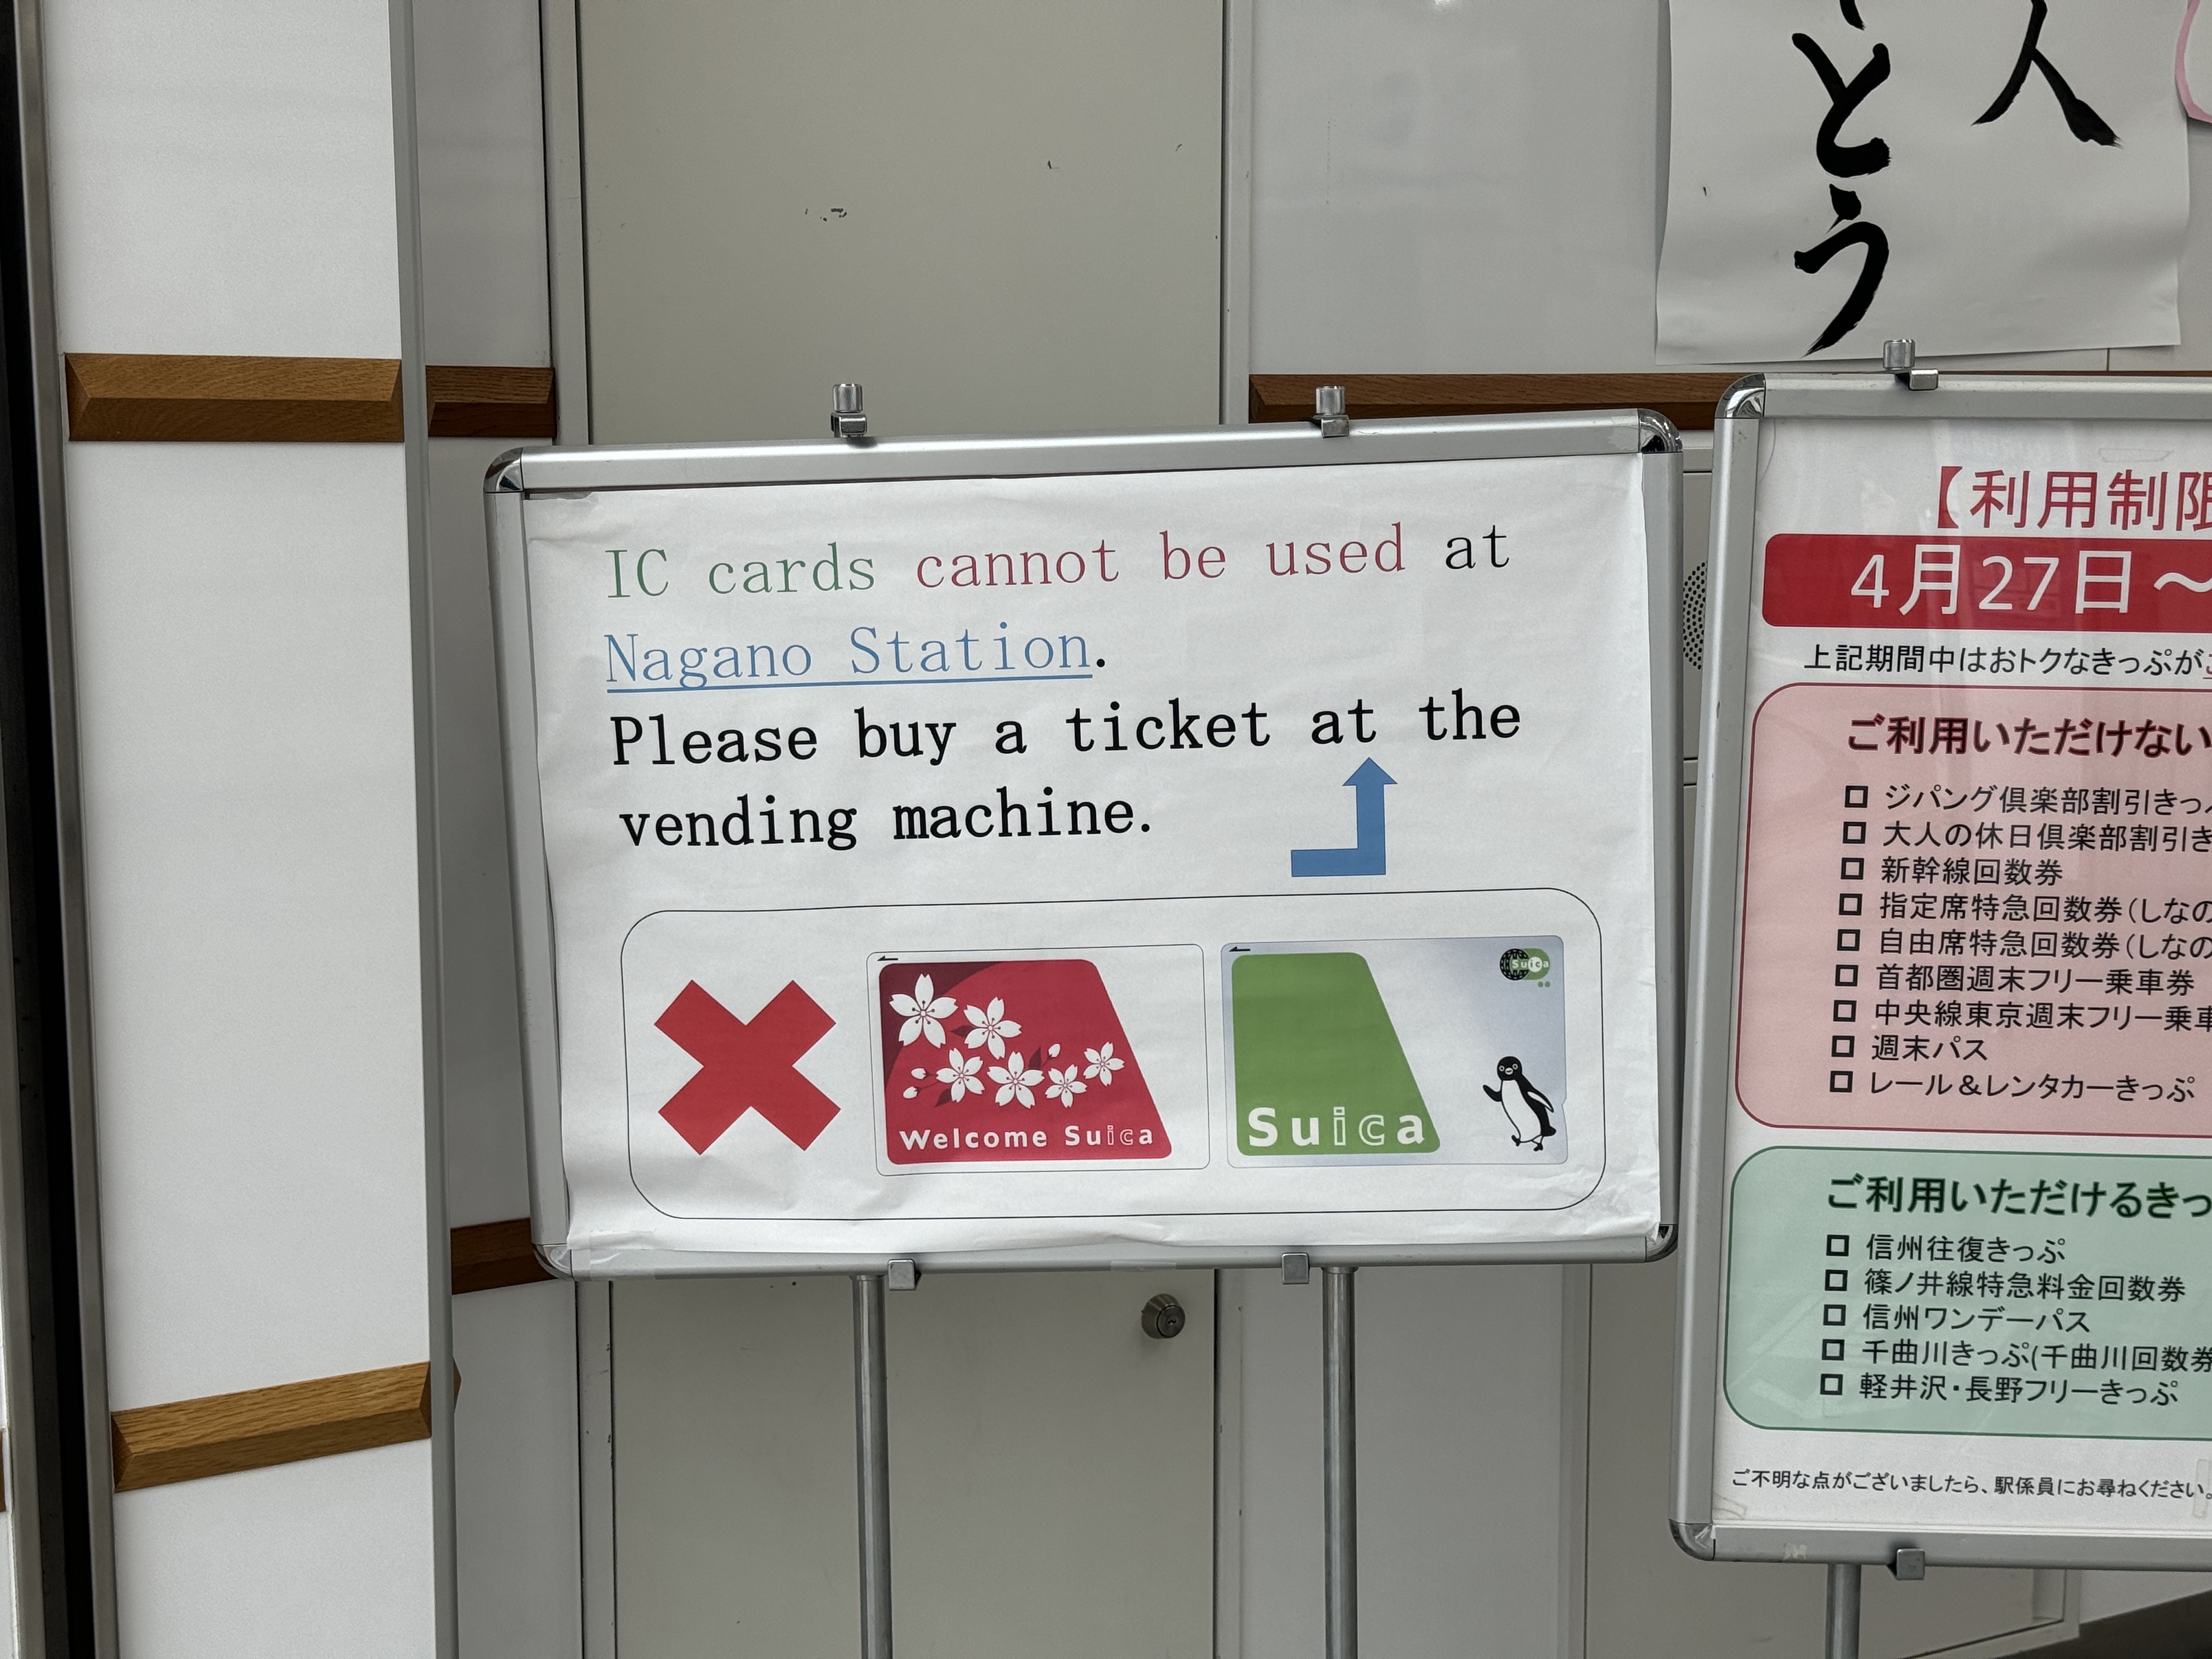 IC cards cannot be used at
Nagano Station.
Please buy a ticket at the
vending machine.
Welcome Suica
Suica
Suica
人
とう
【利用制限
4月27日～
上記期間中はおトクなきっぷが
ご利用いただけない
ジパング倶楽部割引きっ
大人の休日倶楽部割引き
新幹線回数券
指定席特急回数券(しなの
自由席特急回数券(しなの
首都圏週末フリー乗車券
中央線東京週末フリー乗車
週末パス
レール＆レンタカーきっぷ
ご利用いただけるきっ
信州往復きっぷ
篠ノ井線特急料金回数券
信州ワンデーパス
千曲川きっぷ(千曲川回数券
軽井沢・長野フリーきっぷ
ご不明な点がございましたら、駅係員にお尋ねください。